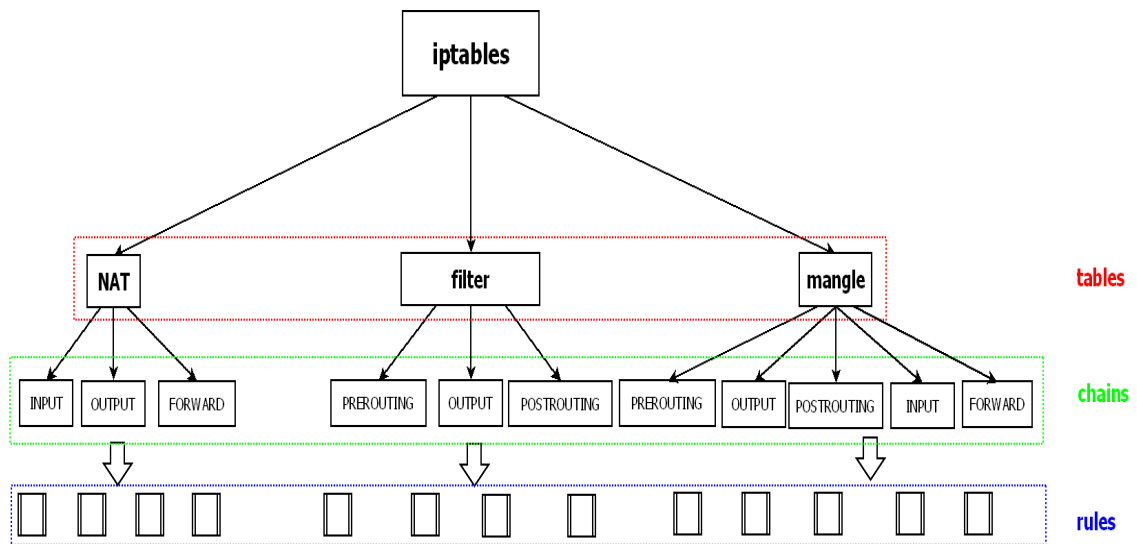 iptables
NAT
filter
mangle
tables
INPUT
OUTPUT
FORWARD
PREROUTING
OUTPUT
POSTROUTING
PREROUTING
OUTPUT
POSTROUTING
INPUT
FORWARD
chains
rules